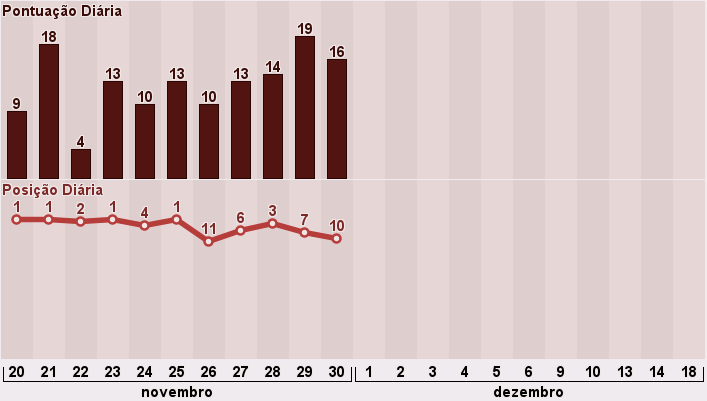 Pontuação Diária
9 18 4 13 10 13 10 13 14 19 16
Posição Diária
1 1 2 1 4 1 11 6 3 7 10
20 21 22 23 24 25 26 27 28 29 30 1 2 3 4 5 6 9 10 13 14 18
novembro dezembro